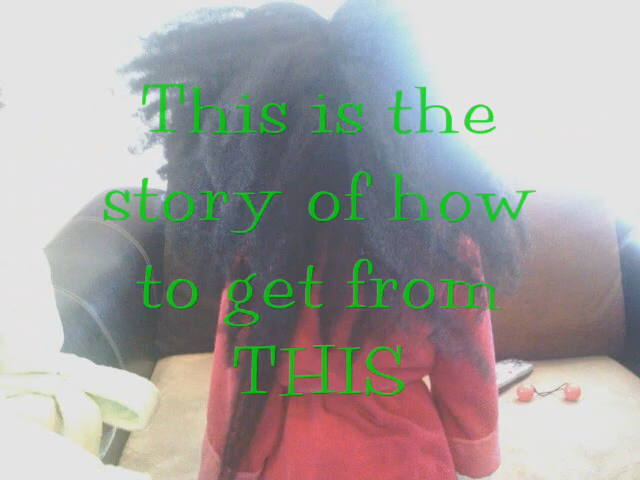 This is the
story of how
to get from
THIS